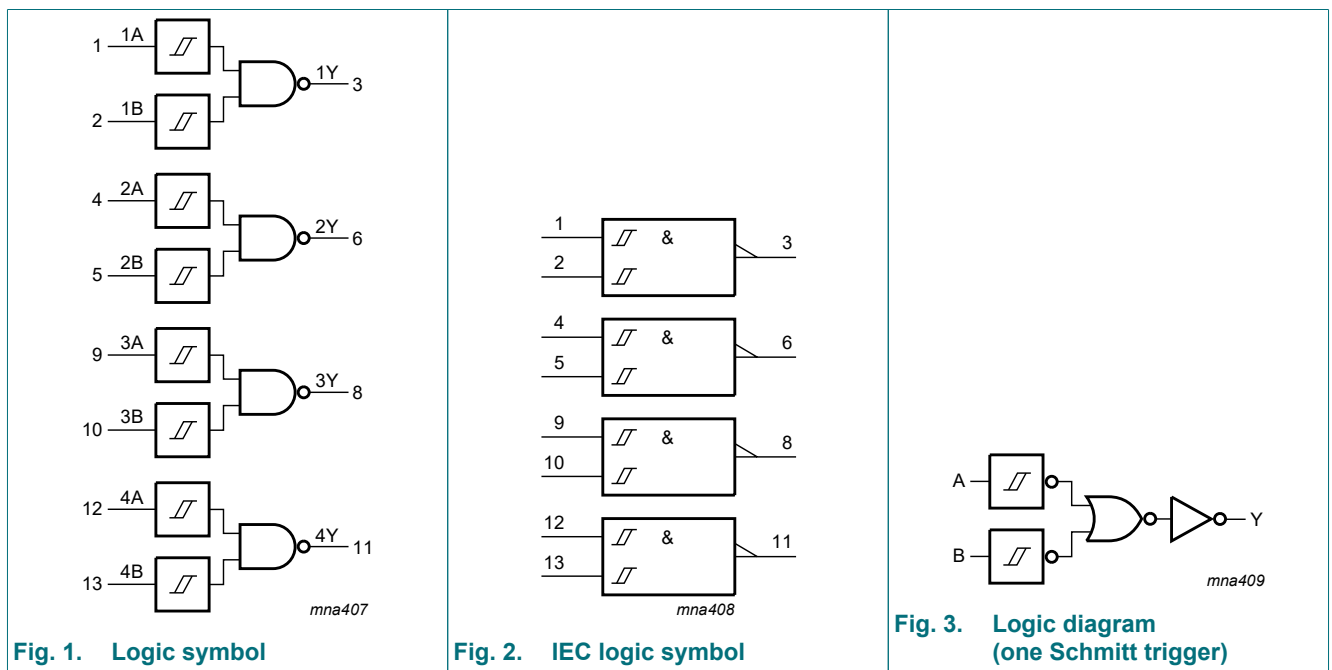 1 1A
1Y 3
2 1B
4 2A
2Y 6
5 2B
9 3A
3Y 8
10 3B
12 4A
4Y 11
13 4B
mna407
Fig. 1. Logic symbol
1 & 3
2
4 & 6
5
9 & 8
10
12 & 11
13
mna408
Fig. 2. IEC logic symbol
A
Y
B
mna409
Fig. 3. Logic diagram
(one Schmitt trigger)